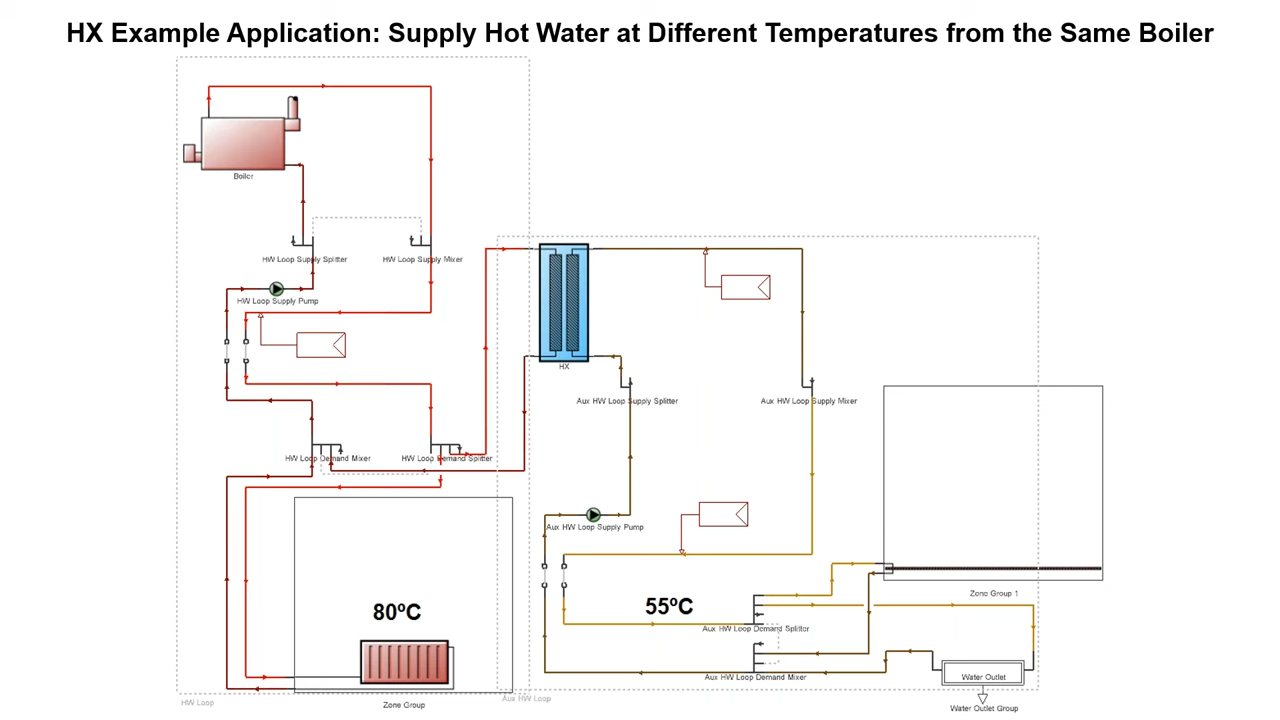 HX Example Application: Supply Hot Water at Different Temperatures from the Same Boiler
Boiler
HW Loop Supply Splitter
HW Loop Supply Mixer
HW Loop Supply Pump
HX
Aux HW Loop Supply Splitter
Aux HW Loop Supply Mixer
HW Loop Demand Mixer
HW Loop Demand Splitter
Aux HW Loop Supply Pump
Zone Group 1
80ºC
55ºC
Aux HW Loop Demand Splitter
Aux HW Loop Demand Mixer
Water Outlet
HW Loop
Zone Group
Aux HW Loop
Water Outlet Group